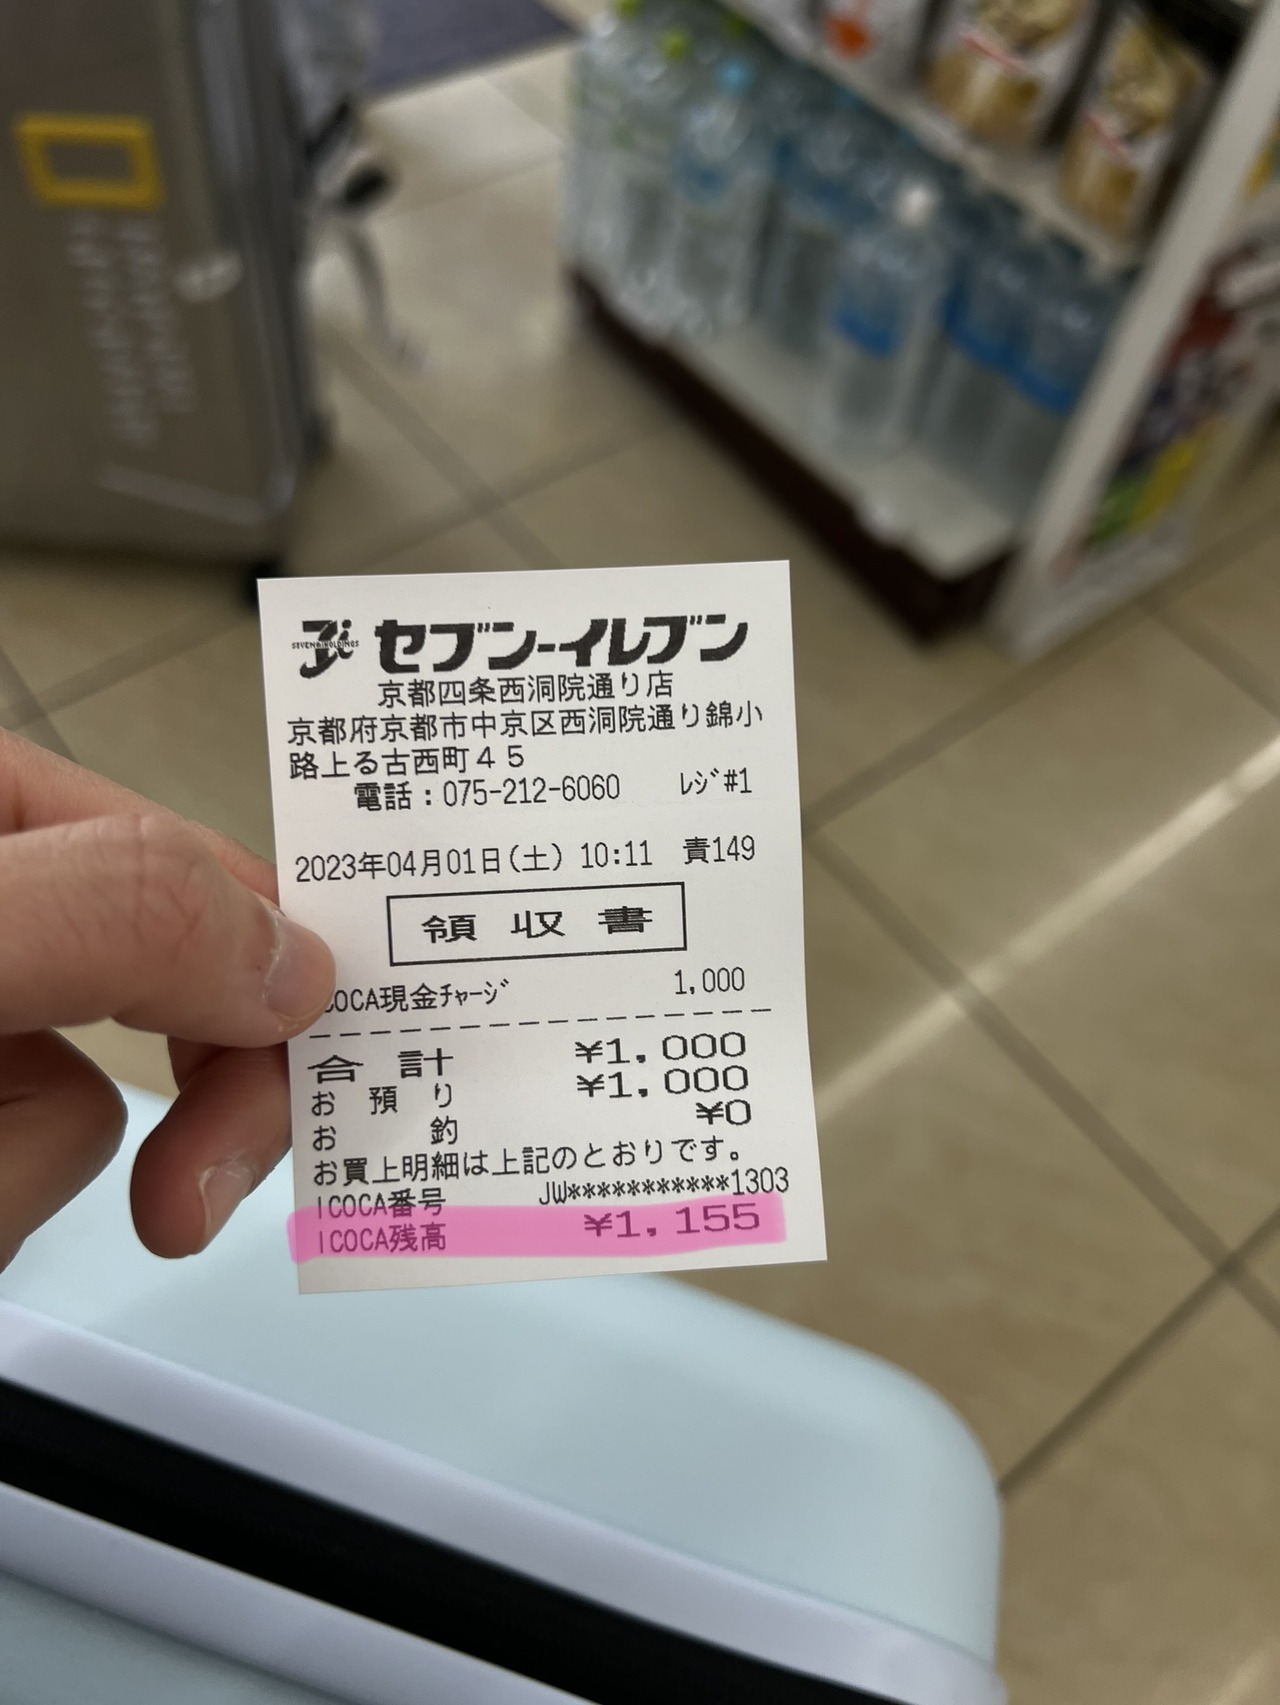 SEVEN&iHOLDINGS セブン-イレブン
京都四条西洞院通り店
京都府京都市中京区西洞院通り錦小
路上る古西町45
電話：075-212-6060 レジ#1
2023年04月01日(土) 10:11 責149
領収書
COCA現金チャージ 1,000
合計 ¥1,000
お預り ¥1,000
お釣 ¥0
お買上明細は上記のとおりです。
ICOCA番号 JW***********1303
ICOCA残高 ¥1,155